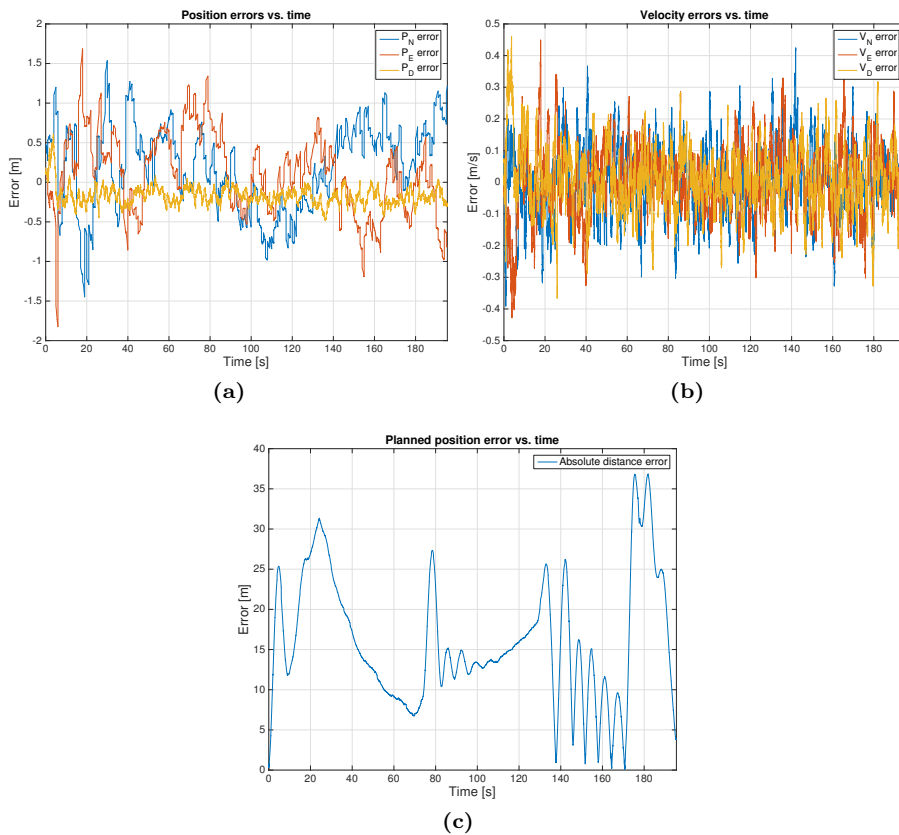 Position errors vs. time
2
1.5
1
0.5
0
-0.5
-1
-1.5
-2
Error [m]
0 20 40 60 80 100 120 140 160 180
Time [s]
P_N error
P_E error
P_D error
(a)
Velocity errors vs. time
0.5
0.4
0.3
0.2
0.1
0
-0.1
-0.2
-0.3
-0.4
-0.5
Error [m/s]
0 20 40 60 80 100 120 140 160 180
Time [s]
V_N error
V_E error
V_D error
(b)
Planned position error vs. time
40
35
30
25
20
15
10
5
0
Error [m]
0 20 40 60 80 100 120 140 160 180
Time [s]
Absolute distance error
(c)